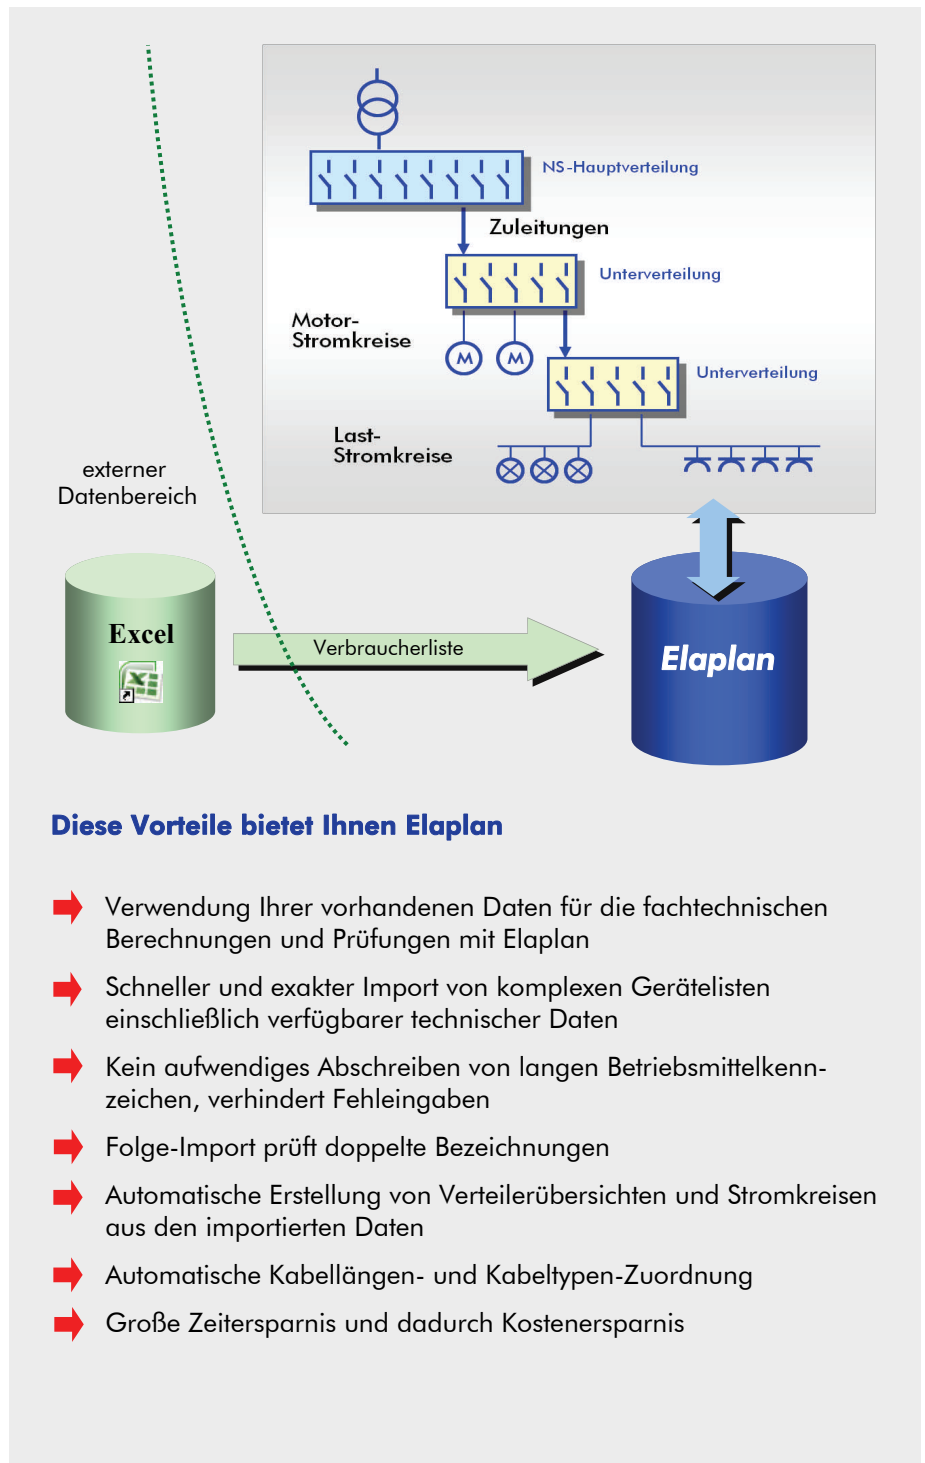 NS-Hauptverteilung
Zuleitungen
Unterverteilung
Motor-
Stromkreise
M
M
Unterverteilung
Last-
Stromkreise
externer
Datenbereich
Excel
Verbraucherliste
Elaplan
Diese Vorteile bietet Ihnen Elaplan
Verwendung Ihrer vorhandenen Daten für die fachtechnischen
Berechnungen und Prüfungen mit Elaplan
Schneller und exakter Import von komplexen Gerätelisten
einschließlich verfügbarer technischer Daten
Kein aufwendiges Abschreiben von langen Betriebsmittelkenn-
zeichen, verhindert Fehleingaben
Folge-Import prüft doppelte Bezeichnungen
Automatische Erstellung von Verteilerübersichten und Stromkreisen
aus den importierten Daten
Automatische Kabellängen- und Kabeltypen-Zuordnung
Große Zeitersparnis und dadurch Kostenersparnis